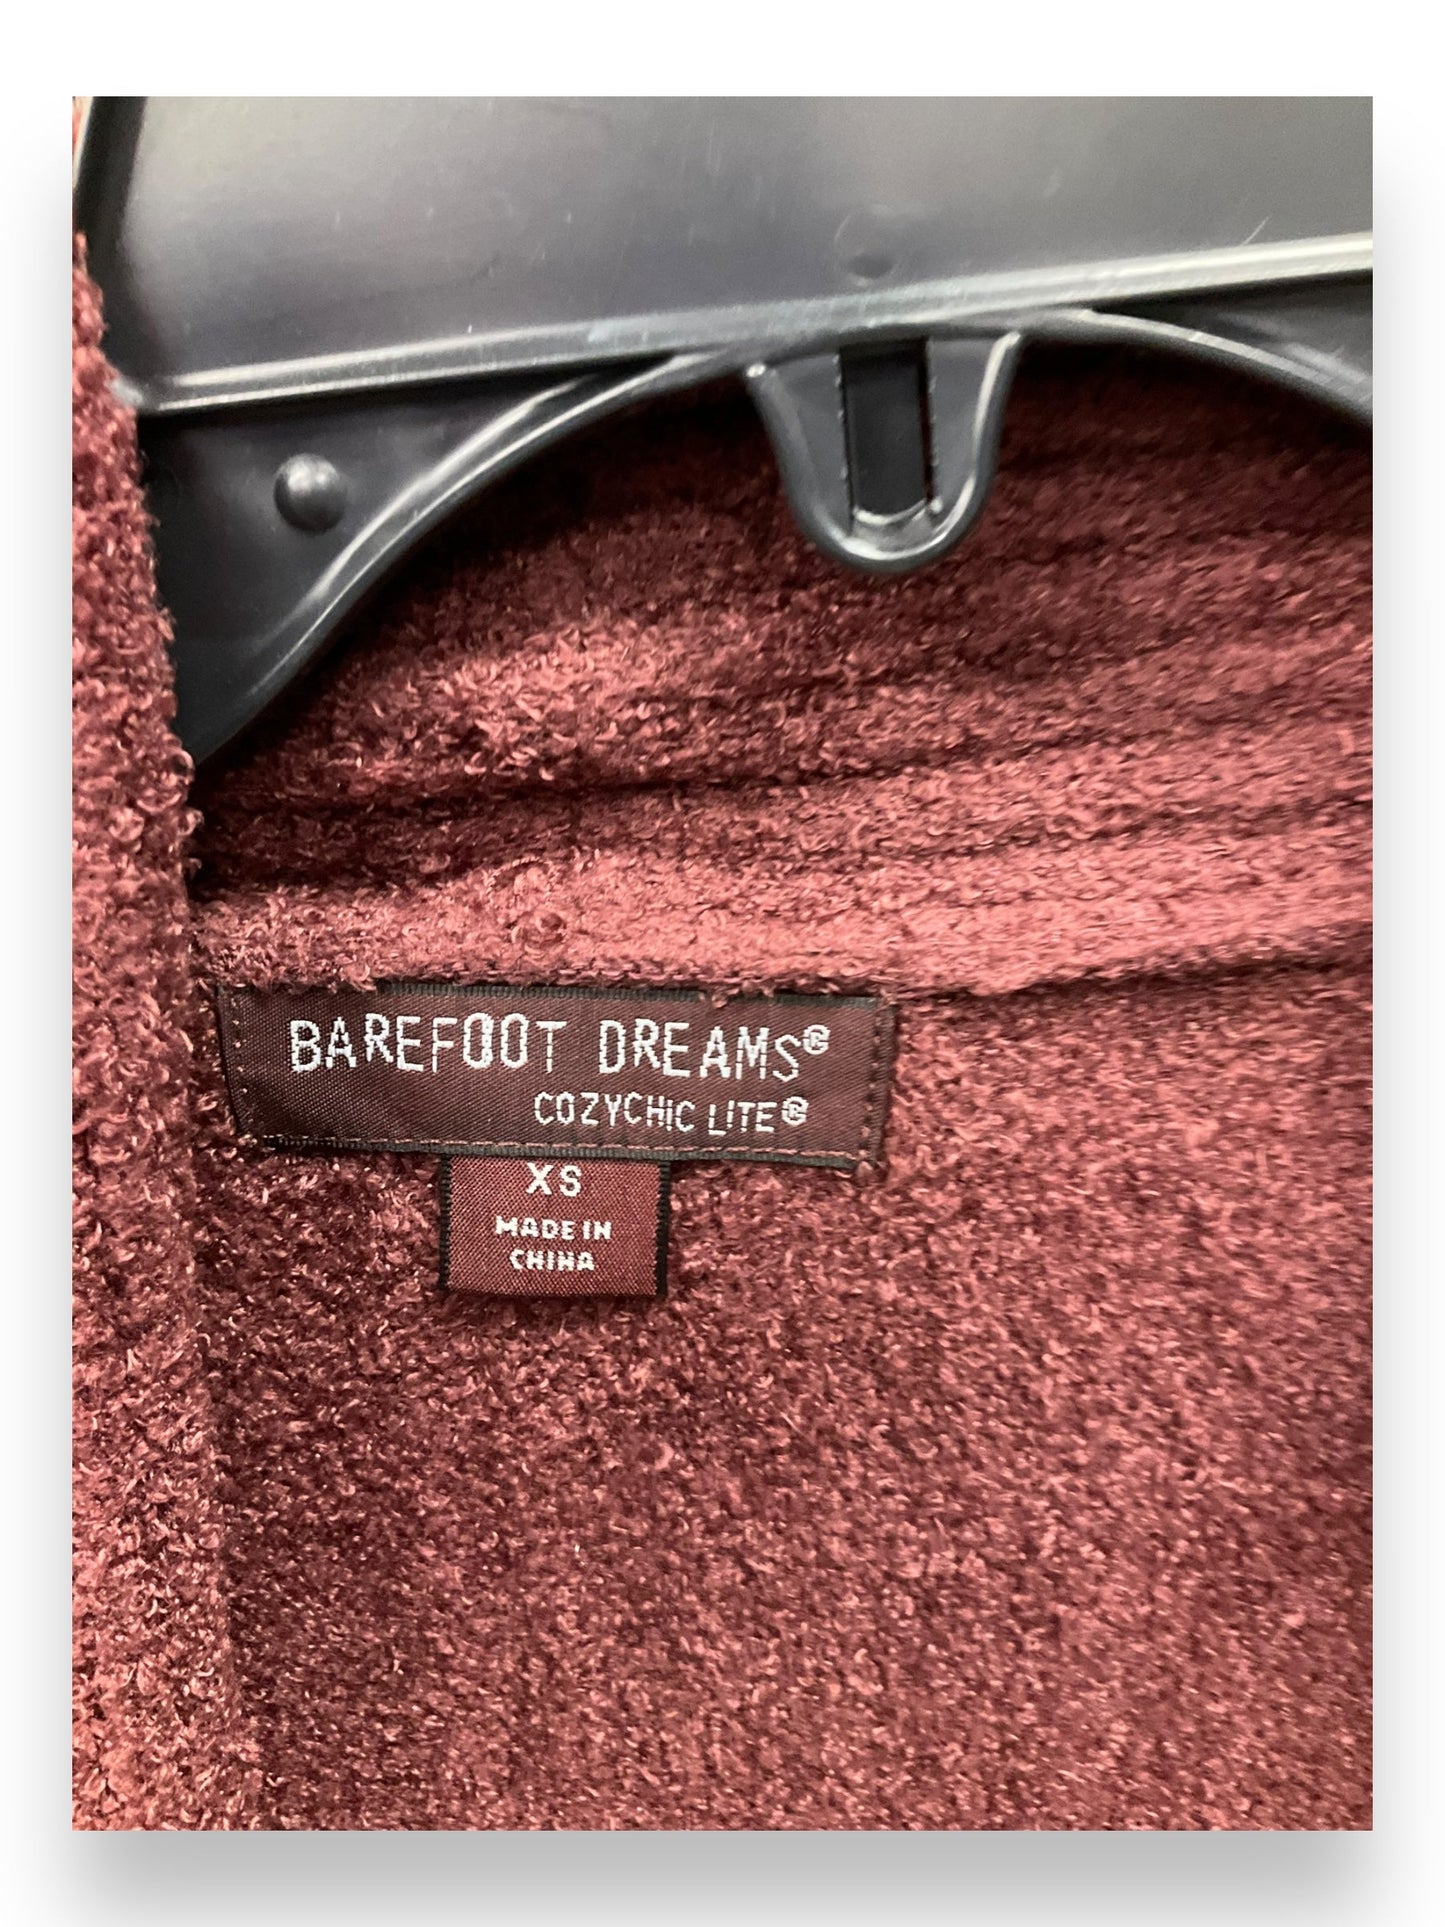 BAREFOOT DREAMS®
COZYCHIC LITE®
XS
MADE IN
CHINA